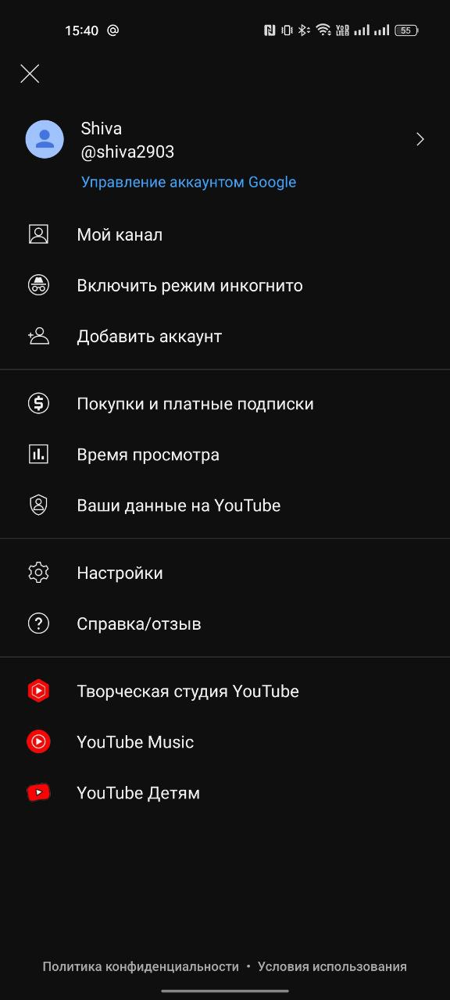 15:40 @
VoD LTE2 55
Shiva
@shiva2903
Управление аккаунтом Google
Мой канал
Включить режим инкогнито
Добавить аккаунт
Покупки и платные подписки
Время просмотра
Ваши данные на YouTube
Настройки
Справка/отзыв
Творческая студия YouTube
YouTube Music
YouTube Детям
Политика конфиденциальности • Условия использования